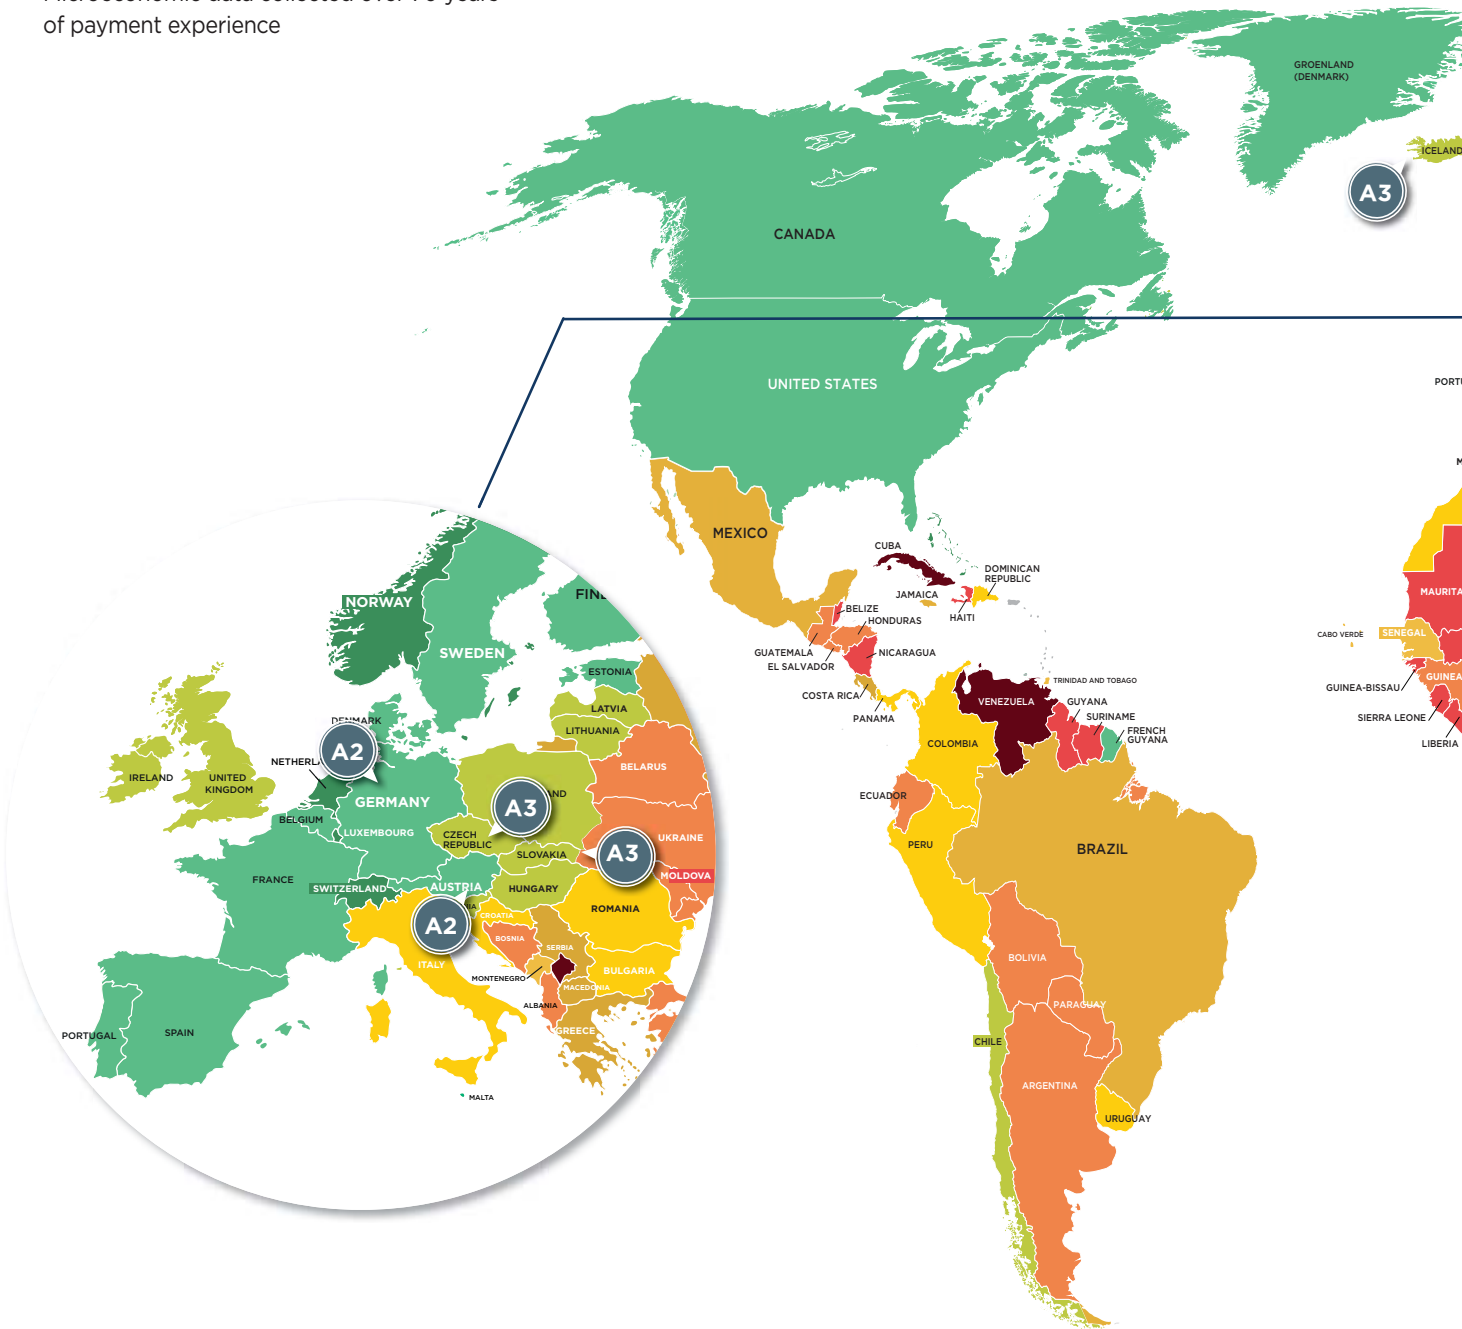 of payment experience
GROENLAND
(DENMARK)
ICELAND
A3
CANADA
UNITED STATES
MEXICO
CUBA
DOMINICAN
REPUBLIC
JAMAICA
HAITI
BELIZE
HONDURAS
GUATEMALA
EL SALVADOR
NICARAGUA
COSTA RICA
PANAMA
TRINIDAD AND TOBAGO
VENEZUELA
GUYANA
SURINAME
FRENCH
GUYANA
COLOMBIA
ECUADOR
PERU
BRAZIL
BOLIVIA
PARAGUAY
CHILE
ARGENTINA
URUGUAY
PORTU
M
MAURITA
CABO VERDE
SENEGAL
GUINEA
GUINEA-BISSAU
SIERRA LEONE
LIBERIA
NORWAY
FIN
SWEDEN
ESTONIA
LATVIA
LITHUANIA
DENMARK
A2
NETHERLA
IRELAND
UNITED
KINGDOM
BELARUS
GERMANY
AND
A3
BELGIUM
LUXEMBOURG
CZECH
REPUBLIC
UKRAINE
SLOVAKIA
A3
MOLDOVA
FRANCE
SWITZERLAND
AUSTRIA
HUNGARY
ROMANIA
A2
CROATIA
BOSNIA
SERBIA
ITALY
MONTENEGRO
BULGARIA
MACEDONIA
ALBANIA
GREECE
PORTUGAL
SPAIN
MALTA